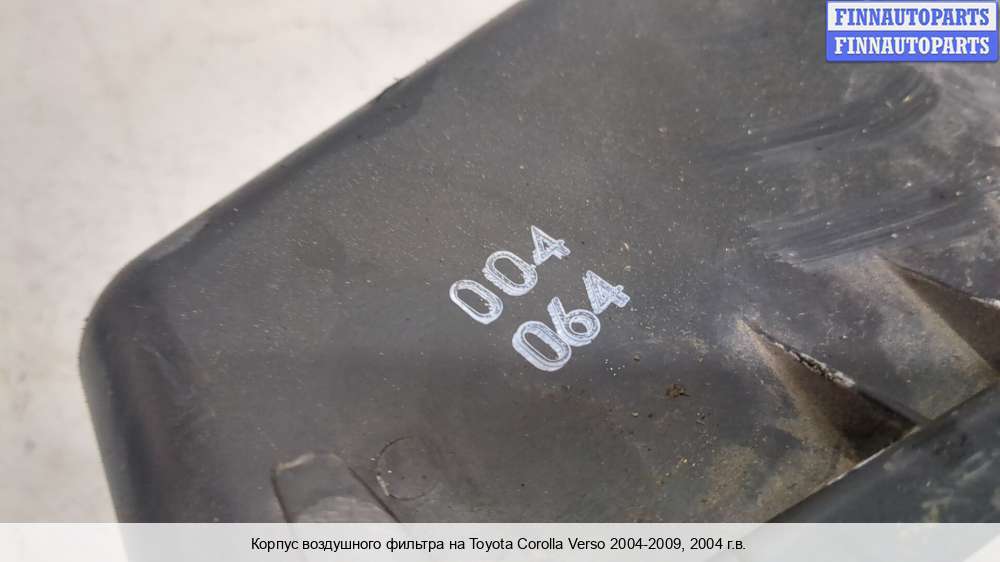 FINNAUTOPARTS
FINNAUTOPARTS
004
064
Корпус воздушного фильтра на Toyota Corolla Verso 2004-2009, 2004 г.в.